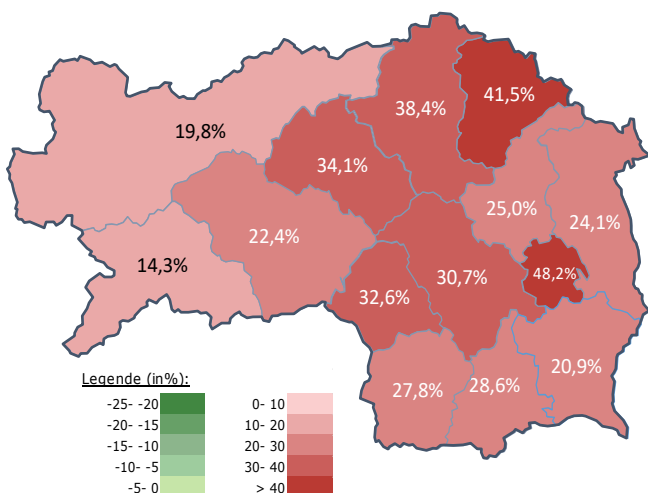 41,5%
38,4%
19,8%
34,1%
25,0%
24,1%
22,4%
14,3%
48,2%
30,7%
32,6%
20,9%
27,8%
28,6%
Legende (in%):
-25- -20 0- 10
-20- -15 10- 20
-15- -10 20- 30
-10- -5 30- 40
-5- 0 > 40